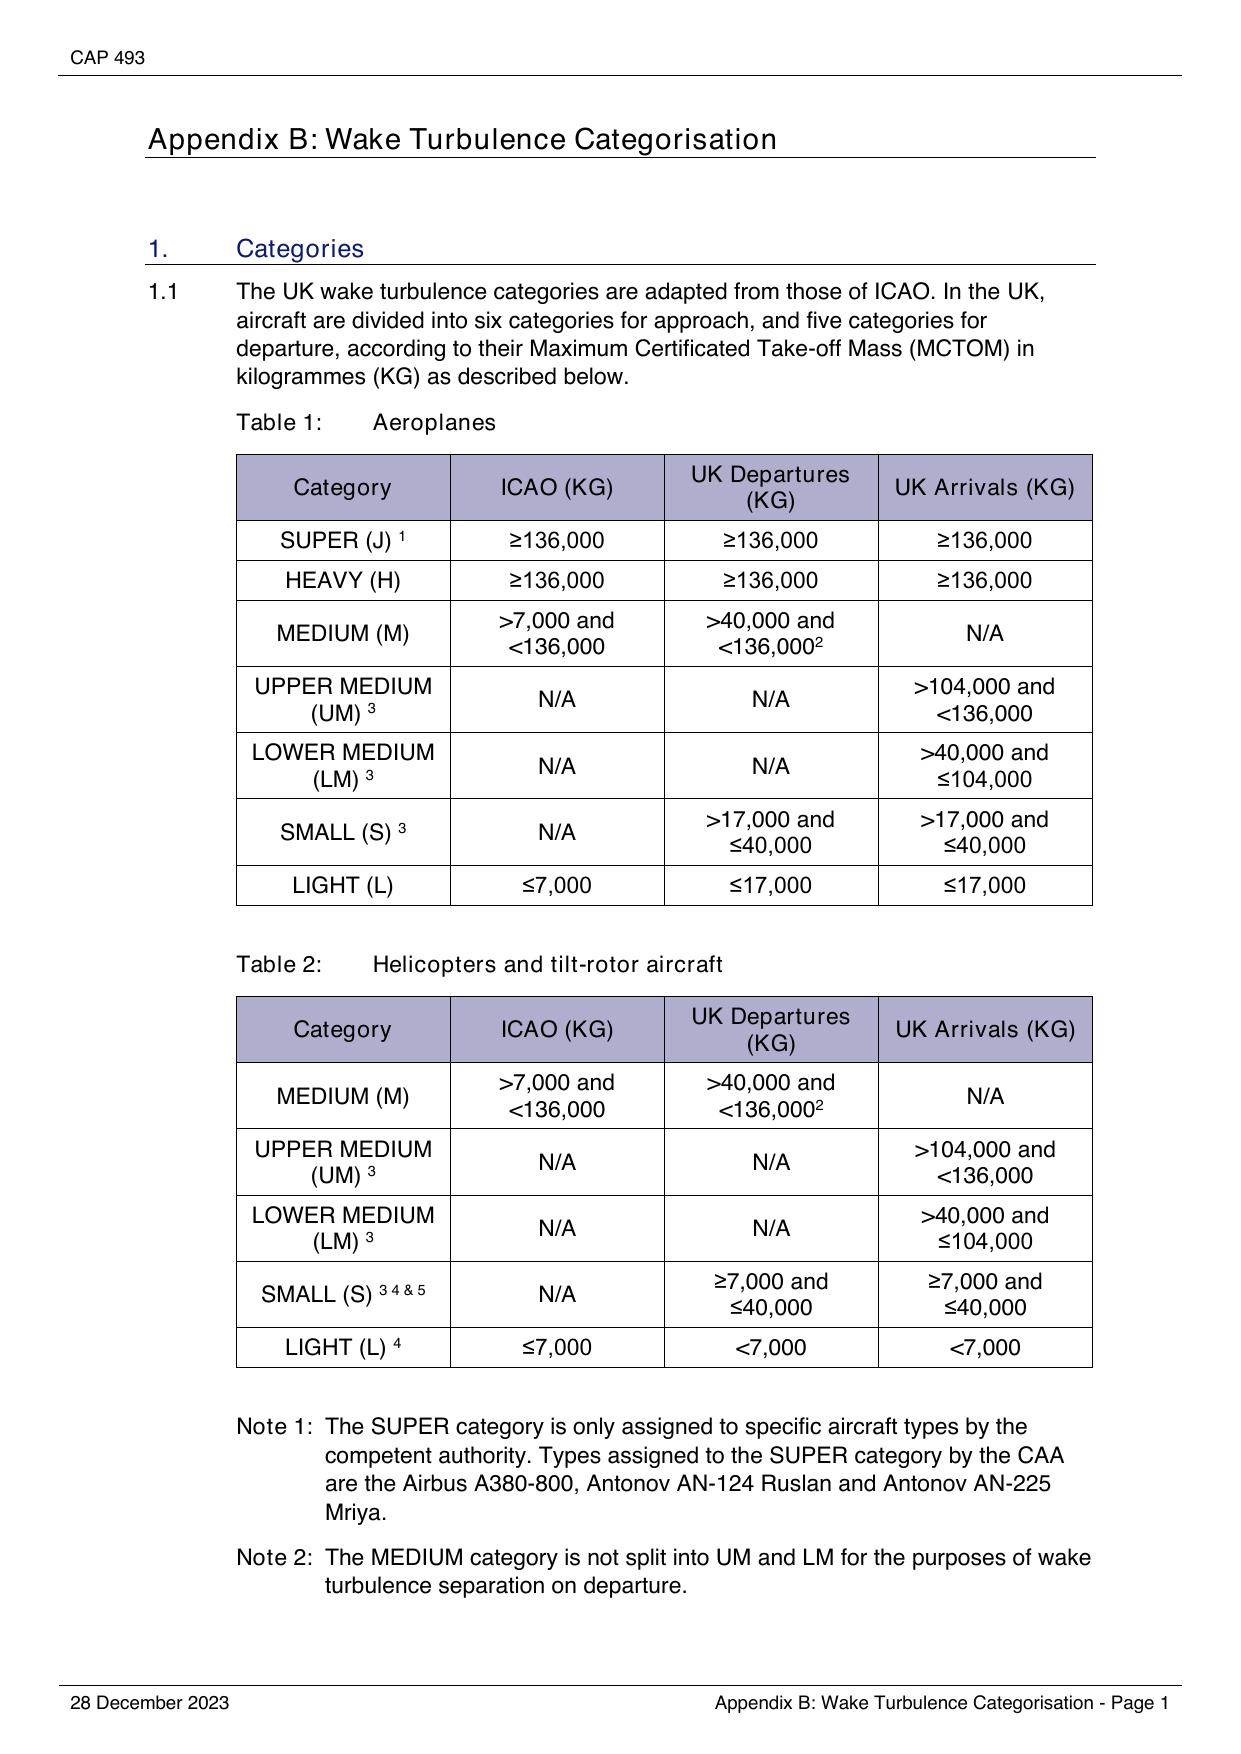 CAP 493
Appendix B: Wake Turbulence Categorisation
1. Categories
1.1 The UK wake turbulence categories are adapted from those of ICAO. In the UK,
aircraft are divided into six categories for approach, and five categories for
departure, according to their Maximum Certificated Take-off Mass (MCTOM) in
kilogrammes (KG) as described below.
Table 1: Aeroplanes
Category ICAO (KG) UK Departures (KG) UK Arrivals (KG)
SUPER (J) 1 ≥136,000 ≥136,000 ≥136,000
HEAVY (H) ≥136,000 ≥136,000 ≥136,000
MEDIUM (M) >7,000 and <136,000 >40,000 and <136,0002 N/A
UPPER MEDIUM (UM) 3 N/A N/A >104,000 and <136,000
LOWER MEDIUM (LM) 3 N/A N/A >40,000 and ≤104,000
SMALL (S) 3 N/A >17,000 and ≤40,000 >17,000 and ≤40,000
LIGHT (L) ≤7,000 ≤17,000 ≤17,000
Table 2: Helicopters and tilt-rotor aircraft
Category ICAO (KG) UK Departures (KG) UK Arrivals (KG)
MEDIUM (M) >7,000 and <136,000 >40,000 and <136,0002 N/A
UPPER MEDIUM (UM) 3 N/A N/A >104,000 and <136,000
LOWER MEDIUM (LM) 3 N/A N/A >40,000 and ≤104,000
SMALL (S) 3 4 & 5 N/A ≥7,000 and ≤40,000 ≥7,000 and ≤40,000
LIGHT (L) 4 ≤7,000 <7,000 <7,000
Note 1: The SUPER category is only assigned to specific aircraft types by the
competent authority. Types assigned to the SUPER category by the CAA
are the Airbus A380-800, Antonov AN-124 Ruslan and Antonov AN-225
Mriya.
Note 2: The MEDIUM category is not split into UM and LM for the purposes of wake
turbulence separation on departure.
28 December 2023 Appendix B: Wake Turbulence Categorisation - Page 1